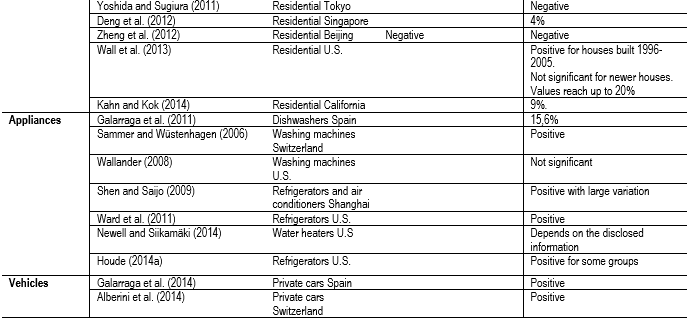 Yoshida and Sugiura (2011) Residential Tokyo Negative
Deng et al. (2012) Residential Singapore 4%
Zheng et al. (2012) Residential Beijing Negative Negative
Wall et al. (2013) Residential U.S. Positive for houses built 1996-
2005.
Not significant for newer houses.
Values reach up to 20%
Kahn and Kok (2014) Residential California 9%.
Appliances Galarraga et al. (2011) Dishwashers Spain 15,6%
Sammer and Wüstenhagen (2006) Washing machines Positive
Switzerland
Wallander (2008) Washing machines Not significant
U.S.
Shen and Saijo (2009) Refrigerators and air Positive with large variation
conditioners Shanghai
Ward et al. (2011) Refrigerators U.S. Positive
Newell and Siikamäki (2014) Water heaters U.S Depends on the disclosed
information
Houde (2014a) Refrigerators U.S. Positive for some groups
Vehicles Galarraga et al. (2014) Private cars Spain Positive
Alberini et al. (2014) Private cars Positive
Switzerland